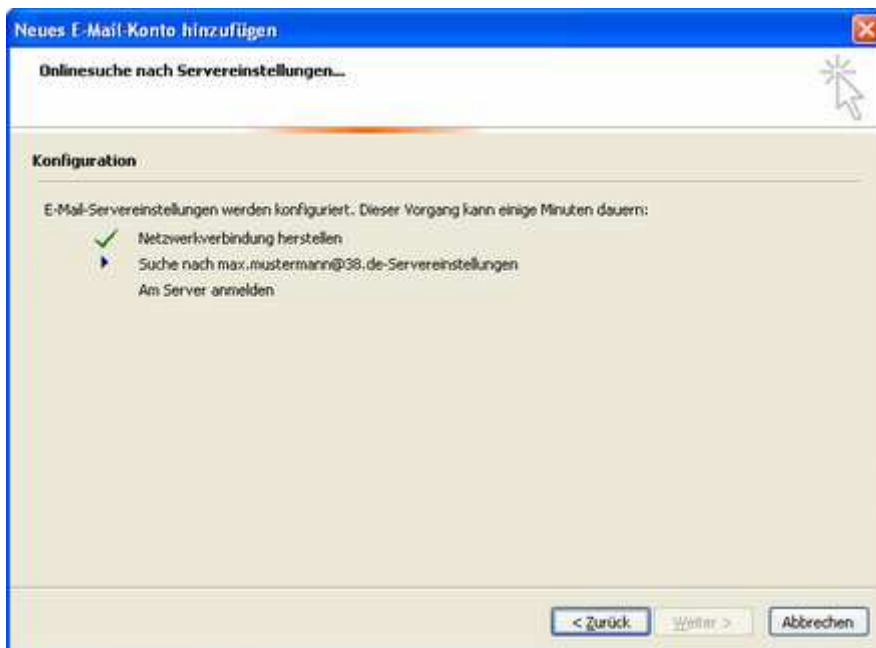 Neues E-Mail-Konto hinzufügen
Onlinesuche nach Servereinstellungen...
Konfiguration
E-Mail-Servereinstellungen werden konfiguriert. Dieser Vorgang kann einige Minuten dauern:
Netzwerkverbindung herstellen
Suche nach max.mustermann@38.de-Servereinstellungen
Am Server anmelden
< Zurück Weiter > Abbrechen